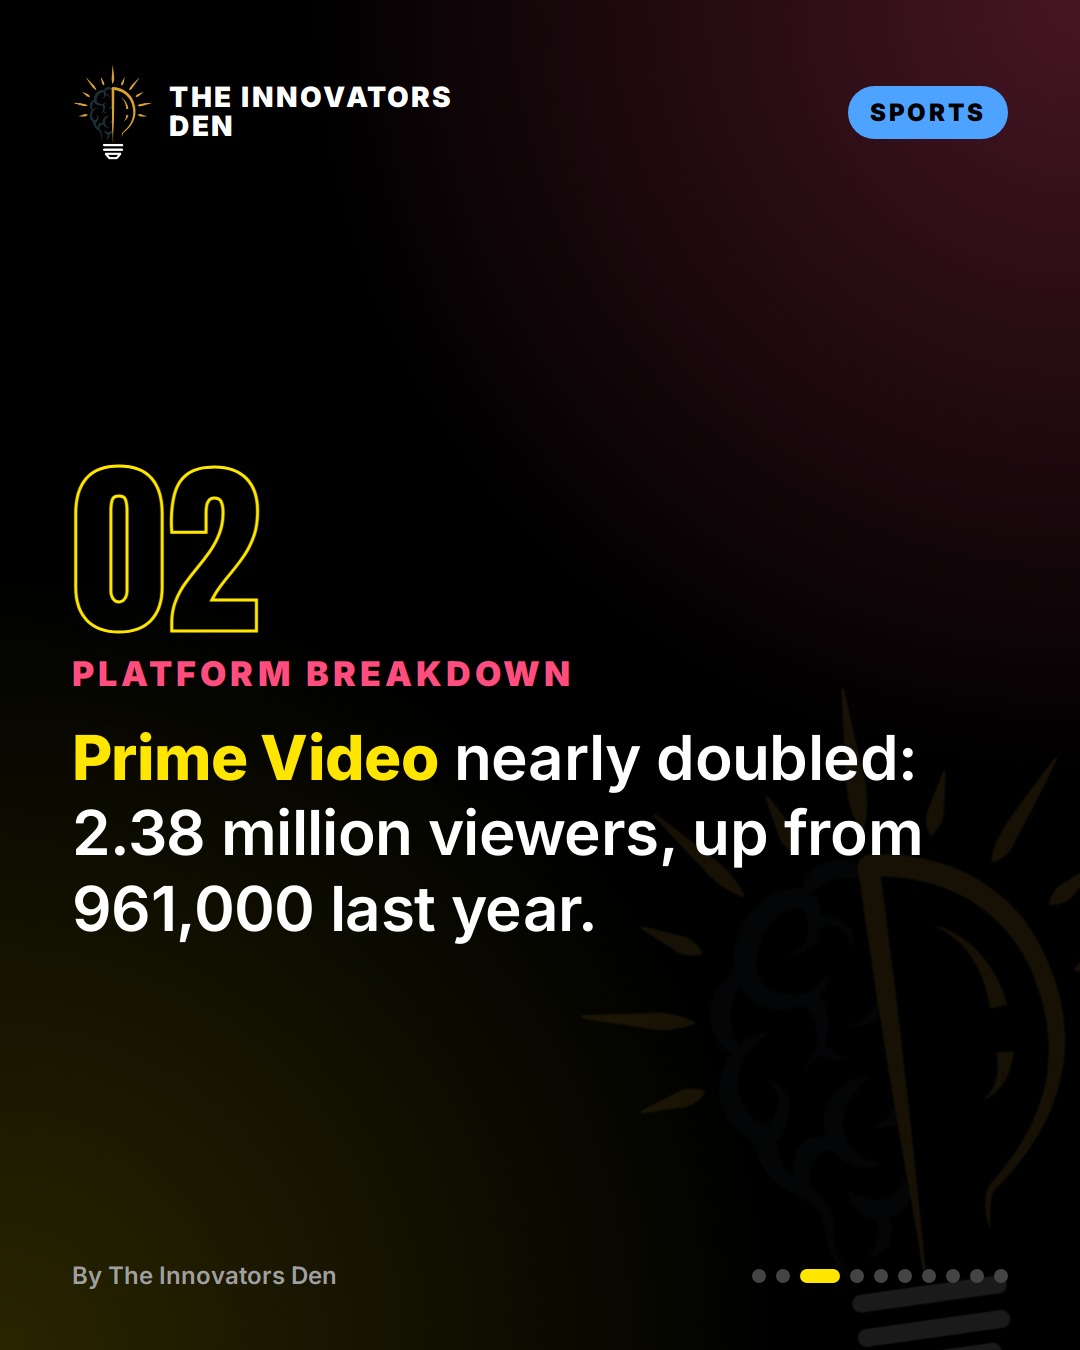 THE INNOVATORS
DEN
SPORTS
02
PLATFORM BREAKDOWN
Prime Video nearly doubled:
2.38 million viewers, up from
961,000 last year.
By The Innovators Den